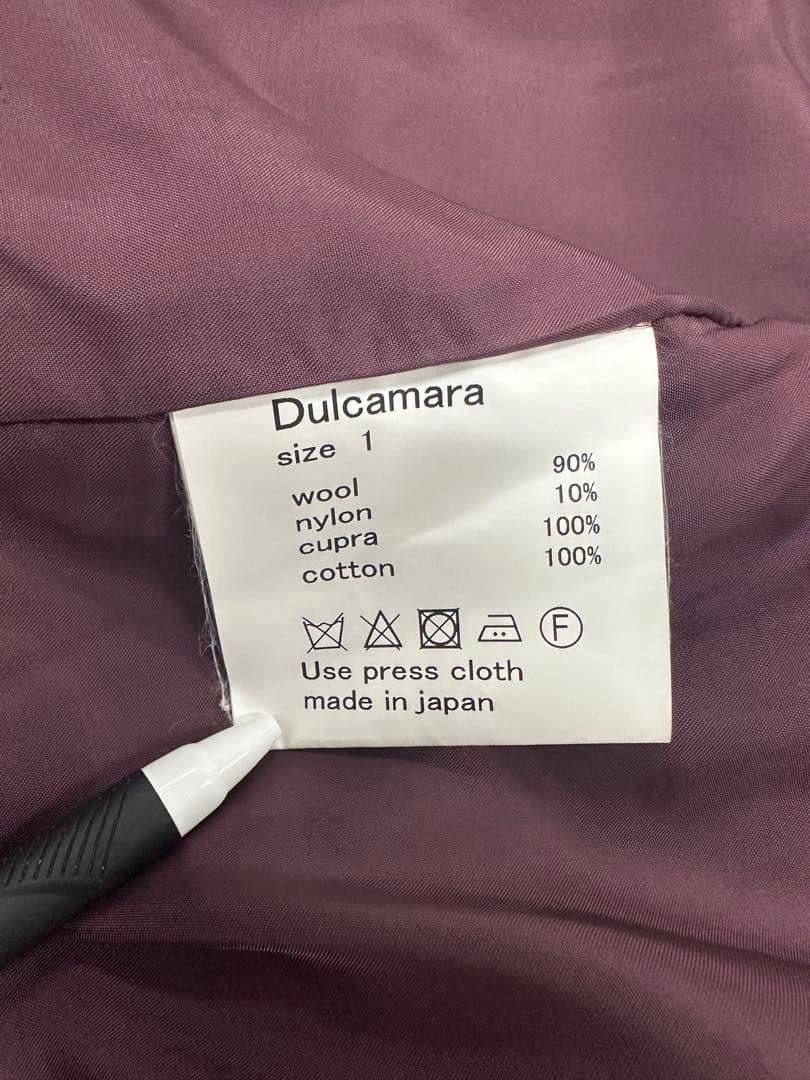 Dulcamara
size 1
wool 90%
nylon 10%
cupra 100%
cotton 100%
F
Use press cloth
made in japan